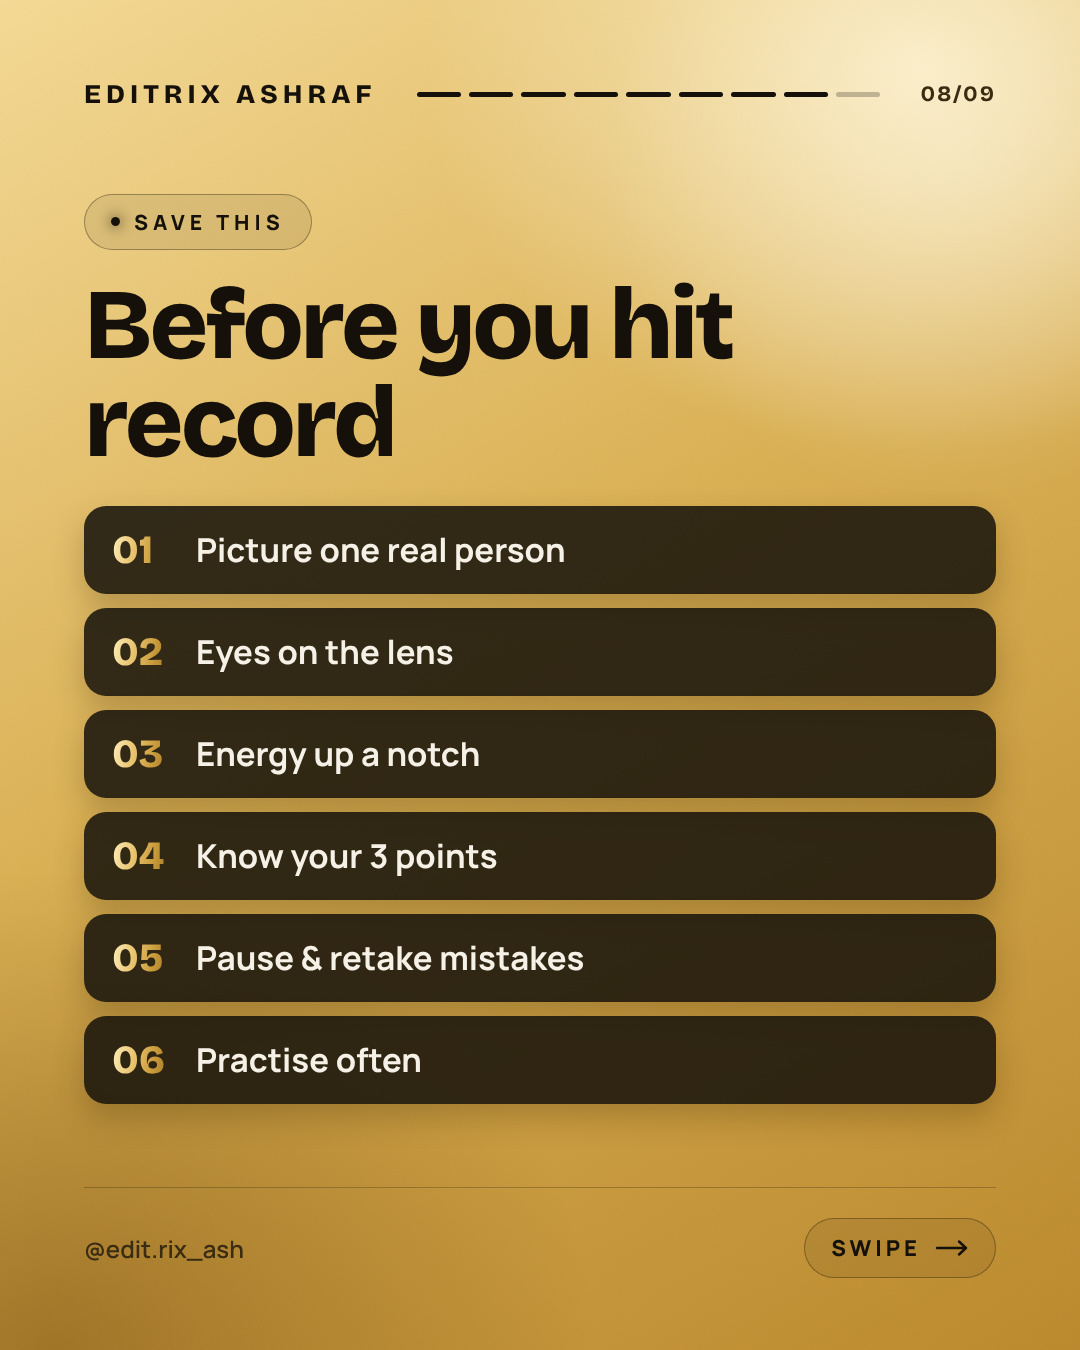 EDITRIX ASHRAF
08/09
SAVE THIS
Before you hit
record
01 Picture one real person
02 Eyes on the lens
03 Energy up a notch
04 Know your 3 points
05 Pause & retake mistakes
06 Practise often
@edit.rix_ash
SWIPE →